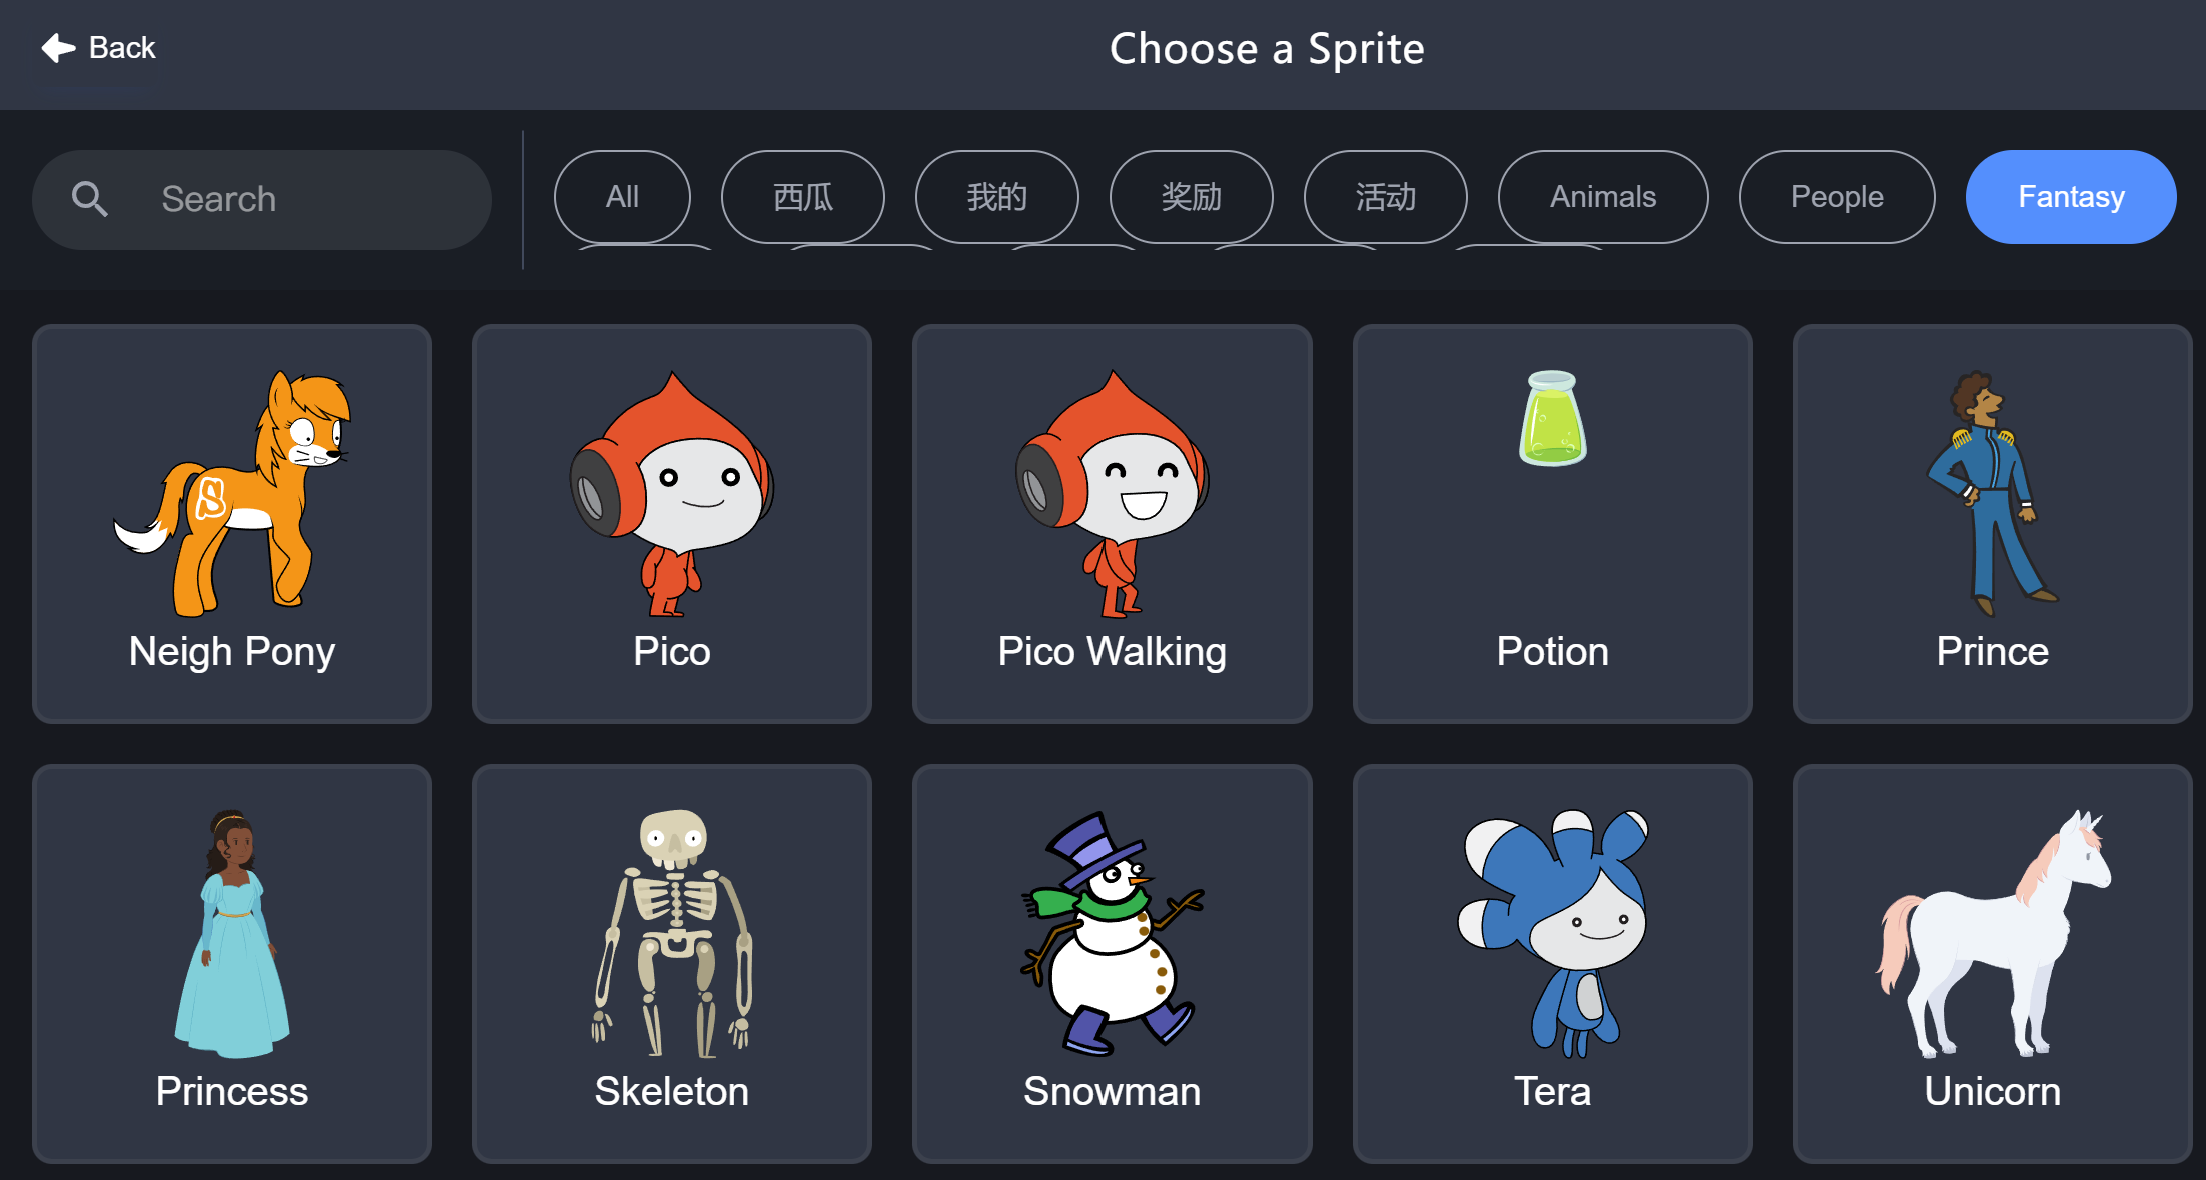 Back
Choose a Sprite
Search
All
西瓜
我的
奖励
活动
Animals
People
Fantasy
Neigh Pony
Pico
Pico Walking
Potion
Prince
Princess
Skeleton
Snowman
Tera
Unicorn